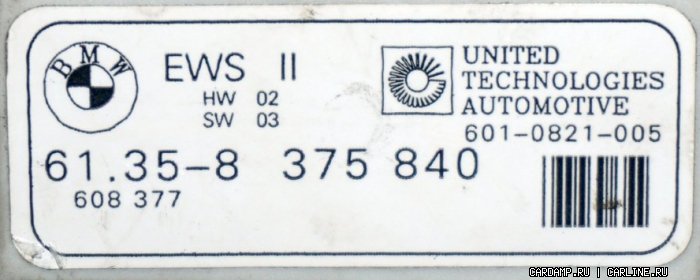 BMW
EWS II
HW 02
SW 03
UNITED
TECHNOLOGIES
AUTOMOTIVE
601-0821-005
61.35-8 375 840
608 377
CARDAMP.RU | CARLINE.RU